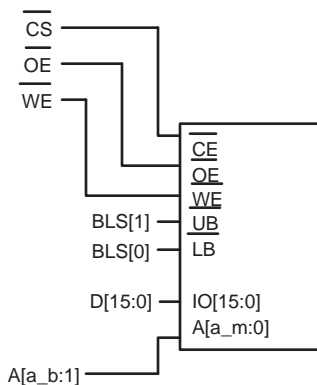 CS
OE
WE
CE
OE
WE
BLS[1] UB
BLS[0] LB
D[15:0] IO[15:0]
A[a_m:0]
A[a_b:1]